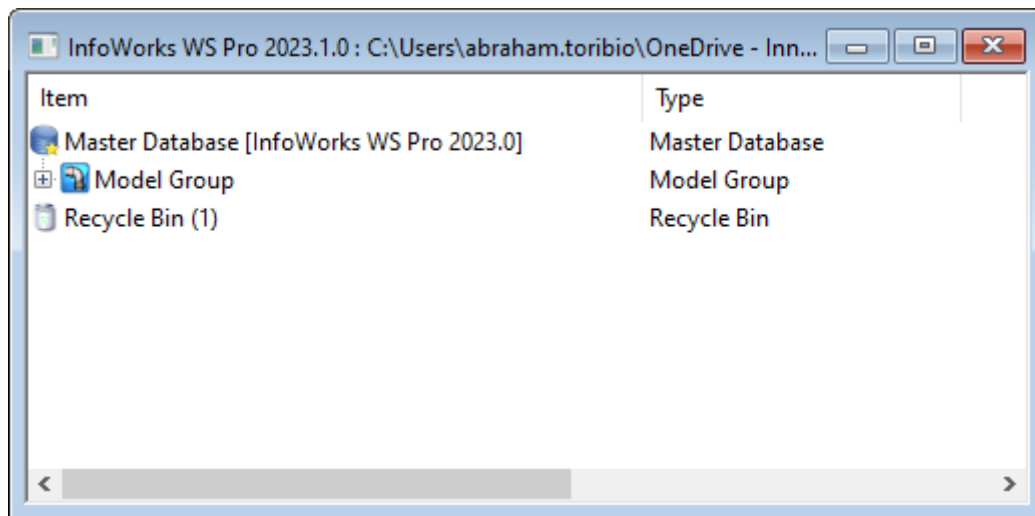 InfoWorks WS Pro 2023.1.0 : C:\Users\abraham.toribio\OneDrive - Inn...
Item Type
Master Database [InfoWorks WS Pro 2023.0] Master Database
Model Group Model Group
Recycle Bin (1) Recycle Bin